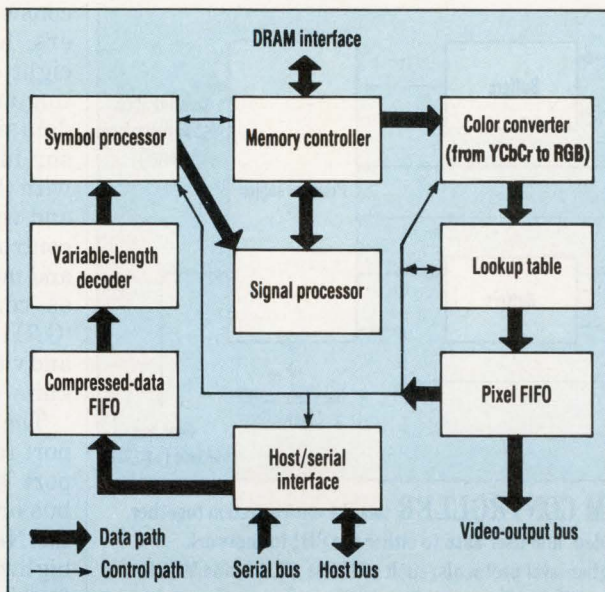 DRAM interface
Symbol processor
Memory controller
Color converter
(from YCbCr to RGB)
Variable-length
decoder
Signal processor
Lookup table
Compressed-data
FIFO
Pixel FIFO
Host/serial
interface
Video-output bus
Data path
Control path
Serial bus
Host bus